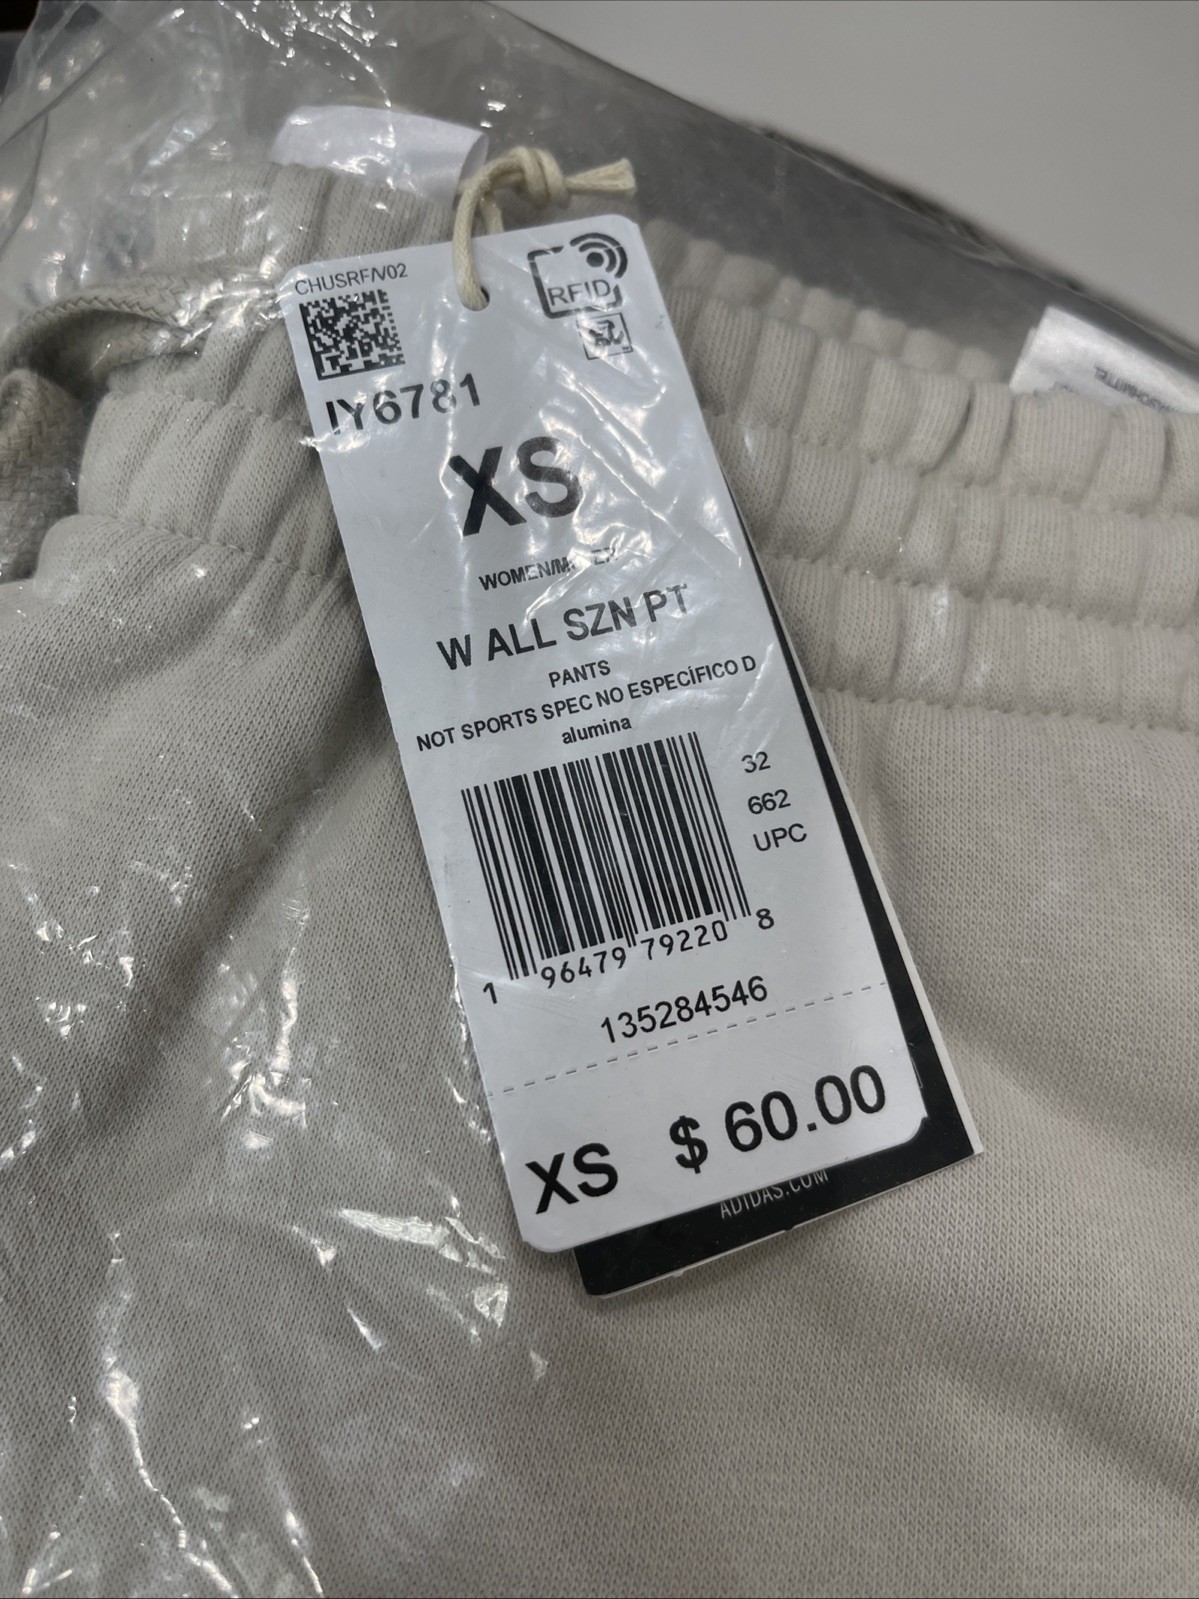 CHUSRF/V02
RFID
IY6781
XS
W ALL SZN PT
PANTS
NOT SPORTS SPEC NO ESPECÍFICO D
alumina
32
662
UPC
1 96479 79220 8
135284546
XS $ 60.00
ADIDAS.COM